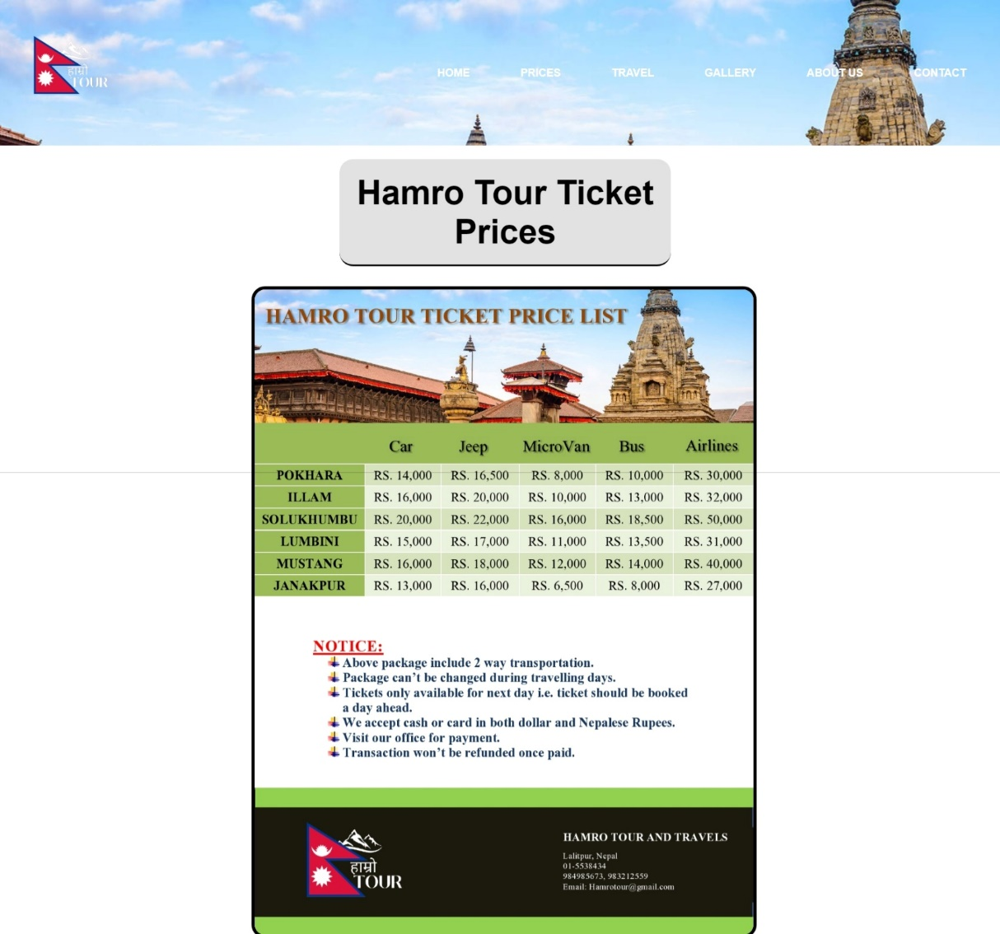 हाम्रो
TOUR
HOME PRICES TRAVEL GALLERY ABOUT US CONTACT
Hamro Tour Ticket
Prices
HAMRO TOUR TICKET PRICE LIST
Car Jeep MicroVan Bus Airlines
POKHARA RS. 14,000 RS. 16,500 RS. 8,000 RS. 10,000 RS. 30,000
ILLAM RS. 16,000 RS. 20,000 RS. 10,000 RS. 13,000 RS. 32,000
SOLUKHUMBU RS. 20,000 RS. 22,000 RS. 16,000 RS. 18,500 RS. 50,000
LUMBINI RS. 15,000 RS. 17,000 RS. 11,000 RS. 13,500 RS. 31,000
MUSTANG RS. 16,000 RS. 18,000 RS. 12,000 RS. 14,000 RS. 40,000
JANAKPUR RS. 13,000 RS. 16,000 RS. 6,500 RS. 8,000 RS. 27,000
NOTICE:
Above package include 2 way transportation.
Package can't be changed during travelling days.
Tickets only available for next day i.e. ticket should be booked
a day ahead.
We accept cash or card in both dollar and Nepalese Rupees.
Visit our office for payment.
Transaction won't be refunded once paid.
हाम्रो
TOUR
HAMRO TOUR AND TRAVELS
Lalitpur, Nepal
01-5538434
984985673, 983212559
Email: Hamrotour@gmail.com